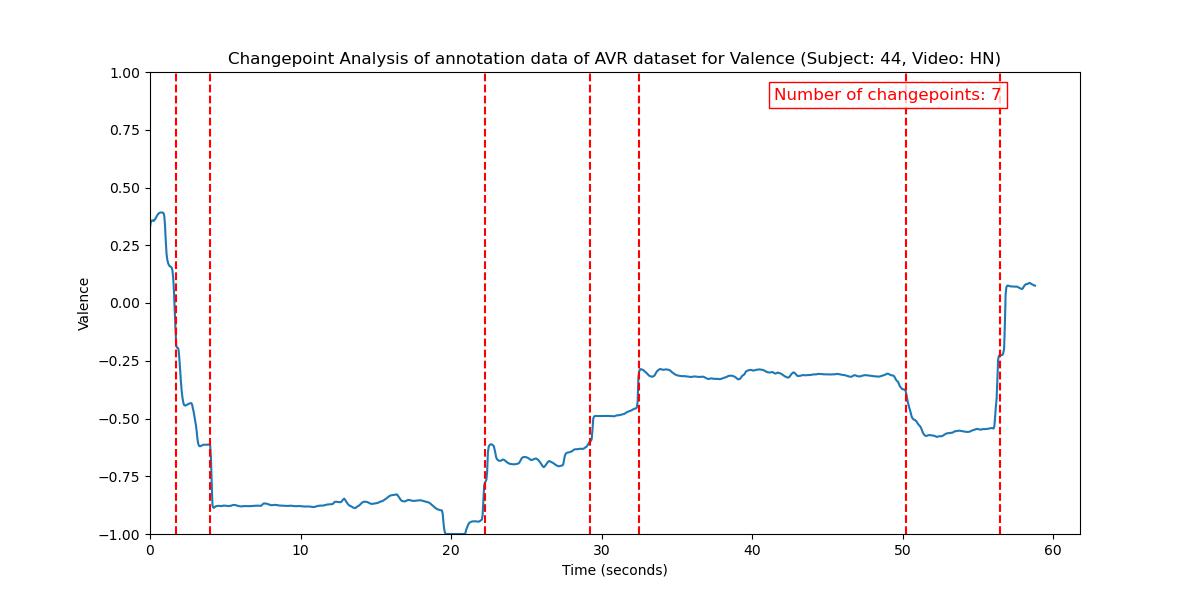 Changepoint Analysis of annotation data of AVR dataset for Valence (Subject: 44, Video: HN)
Number of changepoints: 7
1.00
0.75
0.50
0.25
0.00
−0.25
−0.50
−0.75
−1.00
Valence
0 10 20 30 40 50 60
Time (seconds)